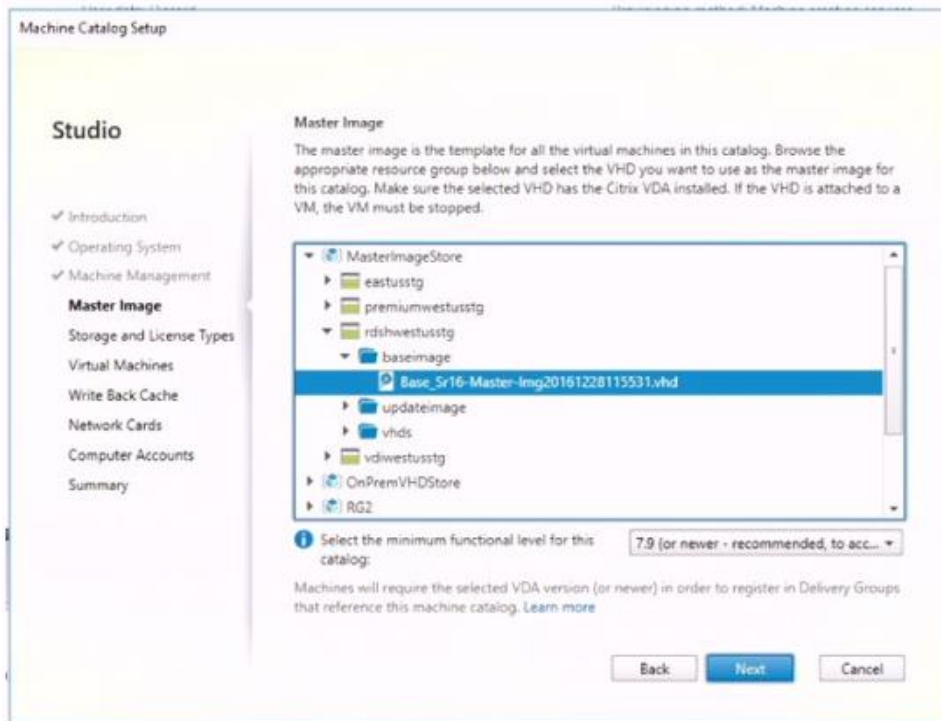 Machine Catalog Setup
Studio
Introduction
Operating System
Machine Management
Master Image
Storage and License Types
Virtual Machines
Write Back Cache
Network Cards
Computer Accounts
Summary
Master Image
The master image is the template for all the virtual machines in this catalog. Browse the
appropriate resource group below and select the VHD you want to use as the master image for
this catalog. Make sure the selected VHD has the Citrix VDA installed. If the VHD is attached to a
VM, the VM must be stopped.
MasterImageStore
eastusstg
premiumwestusstg
rdshwestusstg
baseimage
Base_Sr16-Master-Img20161228115531.vhd
updateimage
vhds
vdiwestusstg
OnPremVHDStore
RG2
Select the minimum functional level for this
catalog:
7.9 (or newer - recommended, to acc...
Machines will require the selected VDA version (or newer) in order to register in Delivery Groups
that reference this machine catalog. Learn more
Back
Next
Cancel